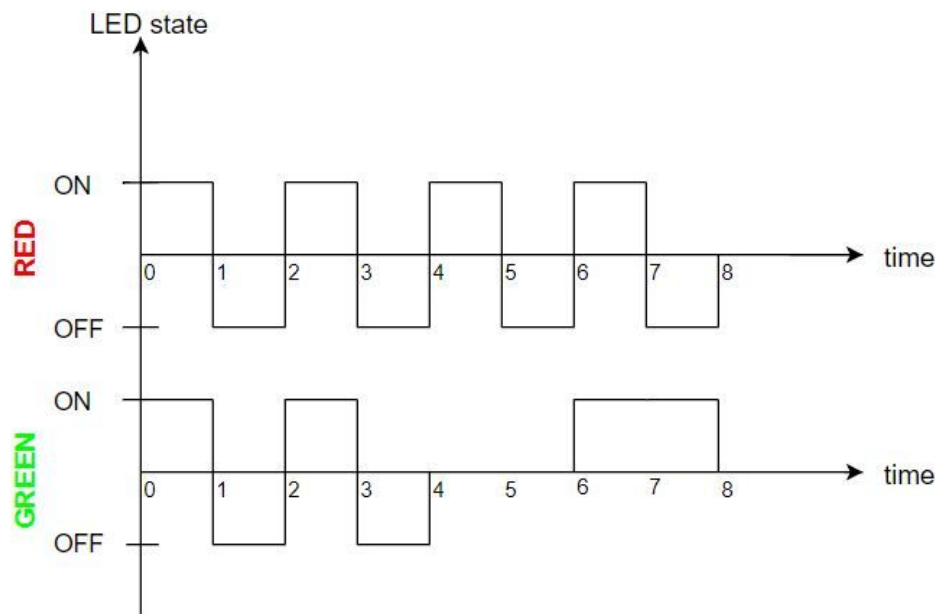 LED state
ON
RED
0 1 2 3 4 5 6 7 8
time
OFF
ON
GREEN
0 1 2 3 4 5 6 7 8
time
OFF